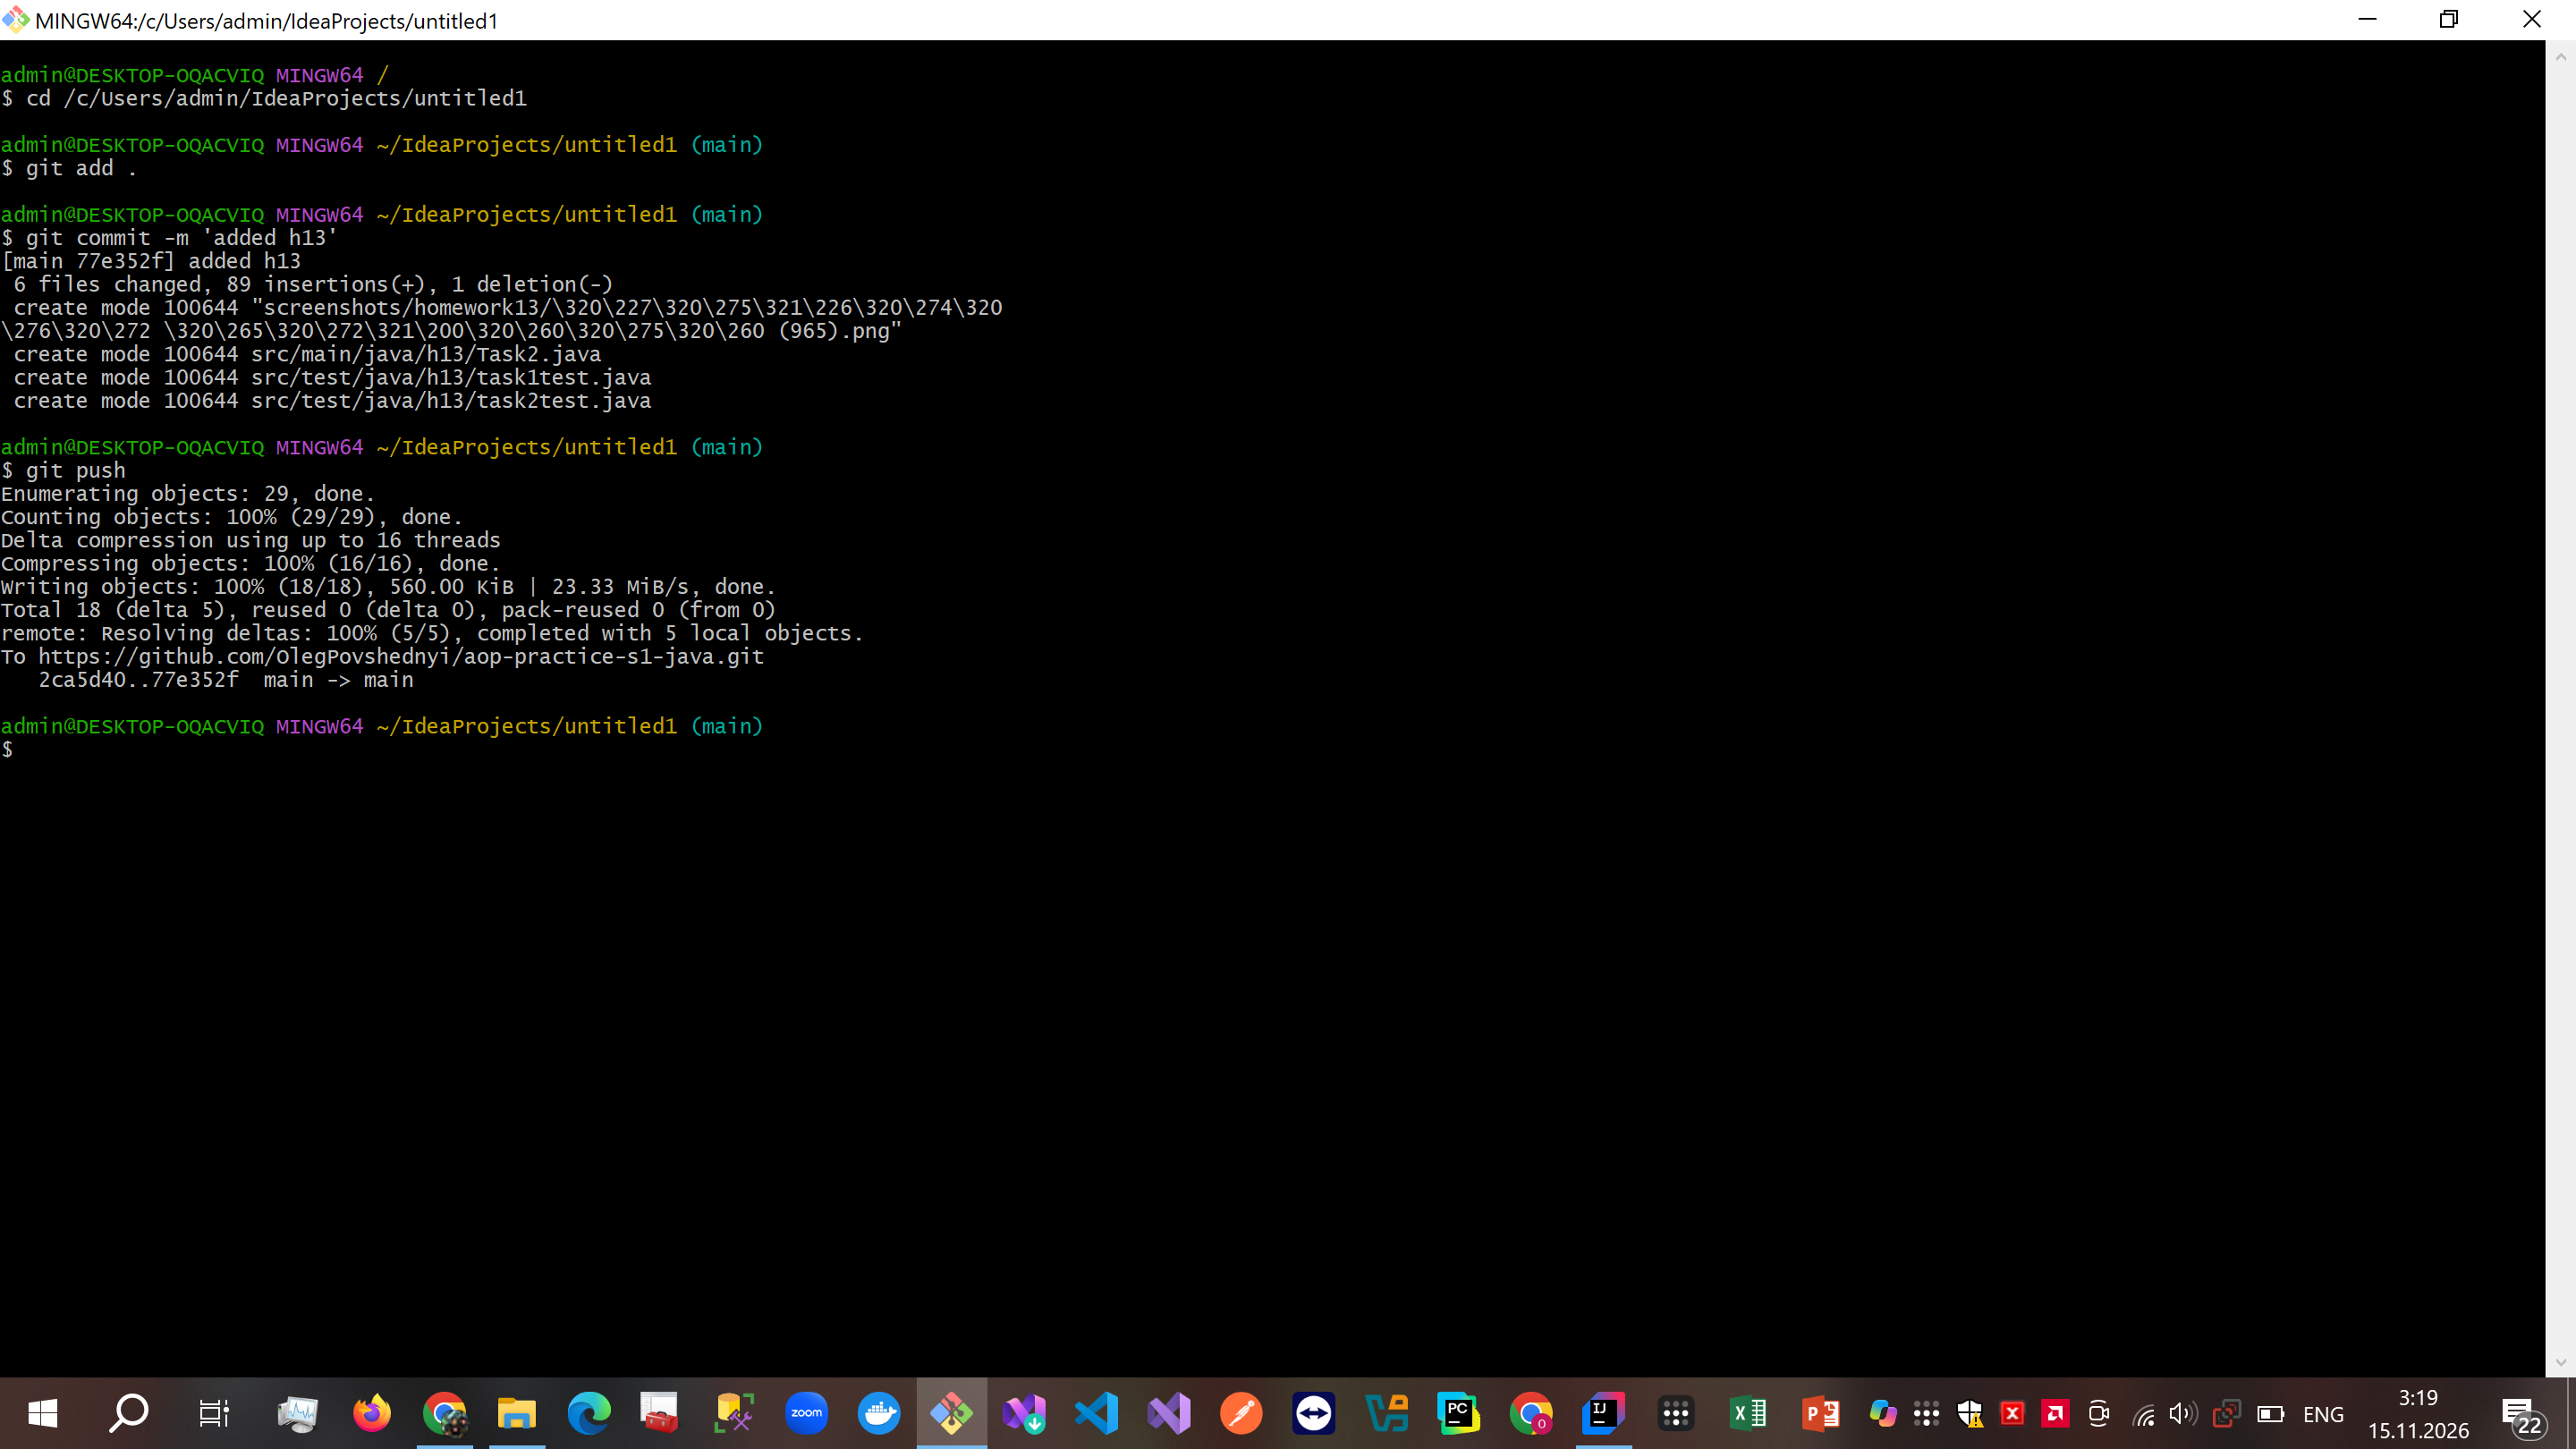 MINGW64:/c/Users/admin/IdeaProjects/untitled1
admin@DESKTOP-OQACVIQ MINGW64 /
$ cd /c/Users/admin/IdeaProjects/untitled1
admin@DESKTOP-OQACVIQ MINGW64 ~/IdeaProjects/untitled1 (main)
$ git add .
admin@DESKTOP-OQACVIQ MINGW64 ~/IdeaProjects/untitled1 (main)
$ git commit -m 'added h13'
[main 77e352f] added h13
 6 files changed, 89 insertions(+), 1 deletion(-)
 create mode 100644 "screenshots/homework13/\320\227\320\275\321\226\320\274\320
\276\320\272 \320\265\320\272\321\200\320\260\320\275\320\260 (965).png"
 create mode 100644 src/main/java/h13/Task2.java
 create mode 100644 src/test/java/h13/task1test.java
 create mode 100644 src/test/java/h13/task2test.java
admin@DESKTOP-OQACVIQ MINGW64 ~/IdeaProjects/untitled1 (main)
$ git push
Enumerating objects: 29, done.
Counting objects: 100% (29/29), done.
Delta compression using up to 16 threads
Compressing objects: 100% (16/16), done.
Writing objects: 100% (18/18), 560.00 KiB | 23.33 MiB/s, done.
Total 18 (delta 5), reused 0 (delta 0), pack-reused 0 (from 0)
remote: Resolving deltas: 100% (5/5), completed with 5 local objects.
To https://github.com/OlegPovshednyi/aop-practice-s1-java.git
   2ca5d40..77e352f  main -> main
admin@DESKTOP-OQACVIQ MINGW64 ~/IdeaProjects/untitled1 (main)
$
zoom
PC
IJ
ENG
3:19
15.11.2026
22